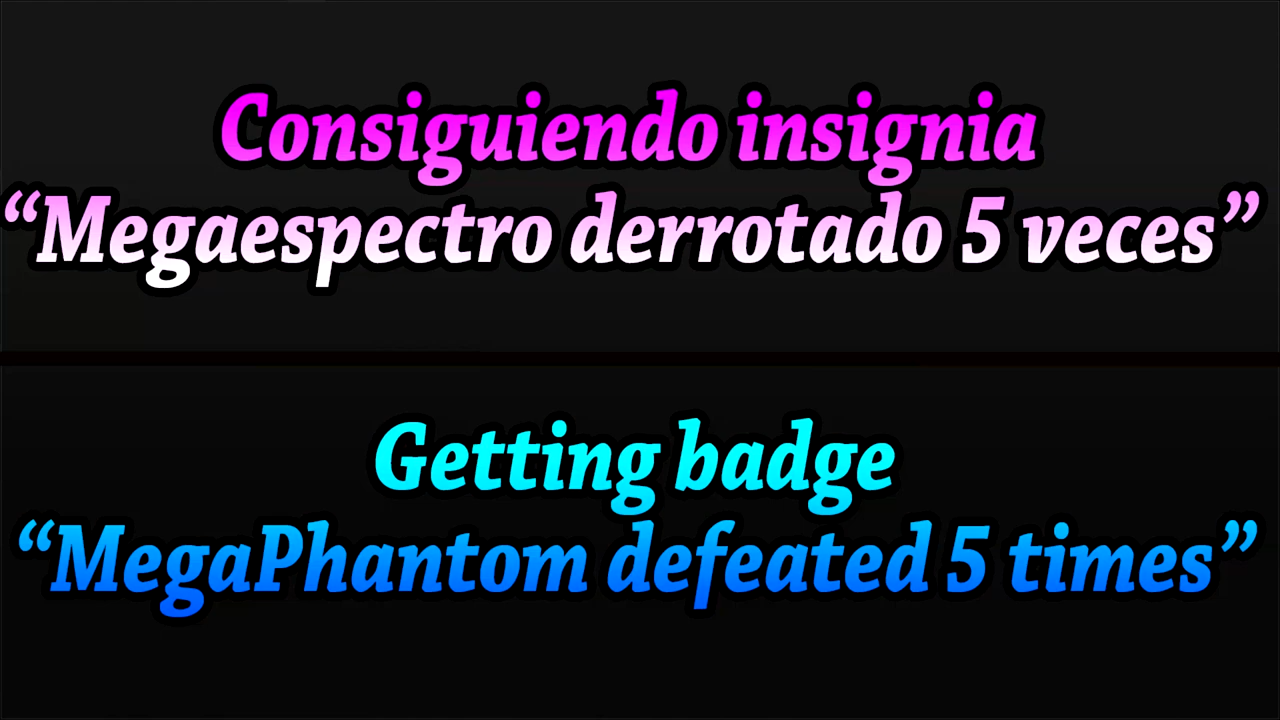 Consiguiendo insignia
“Megaespectro derrotado 5 veces”
Getting badge
“MegaPhantom defeated 5 times”